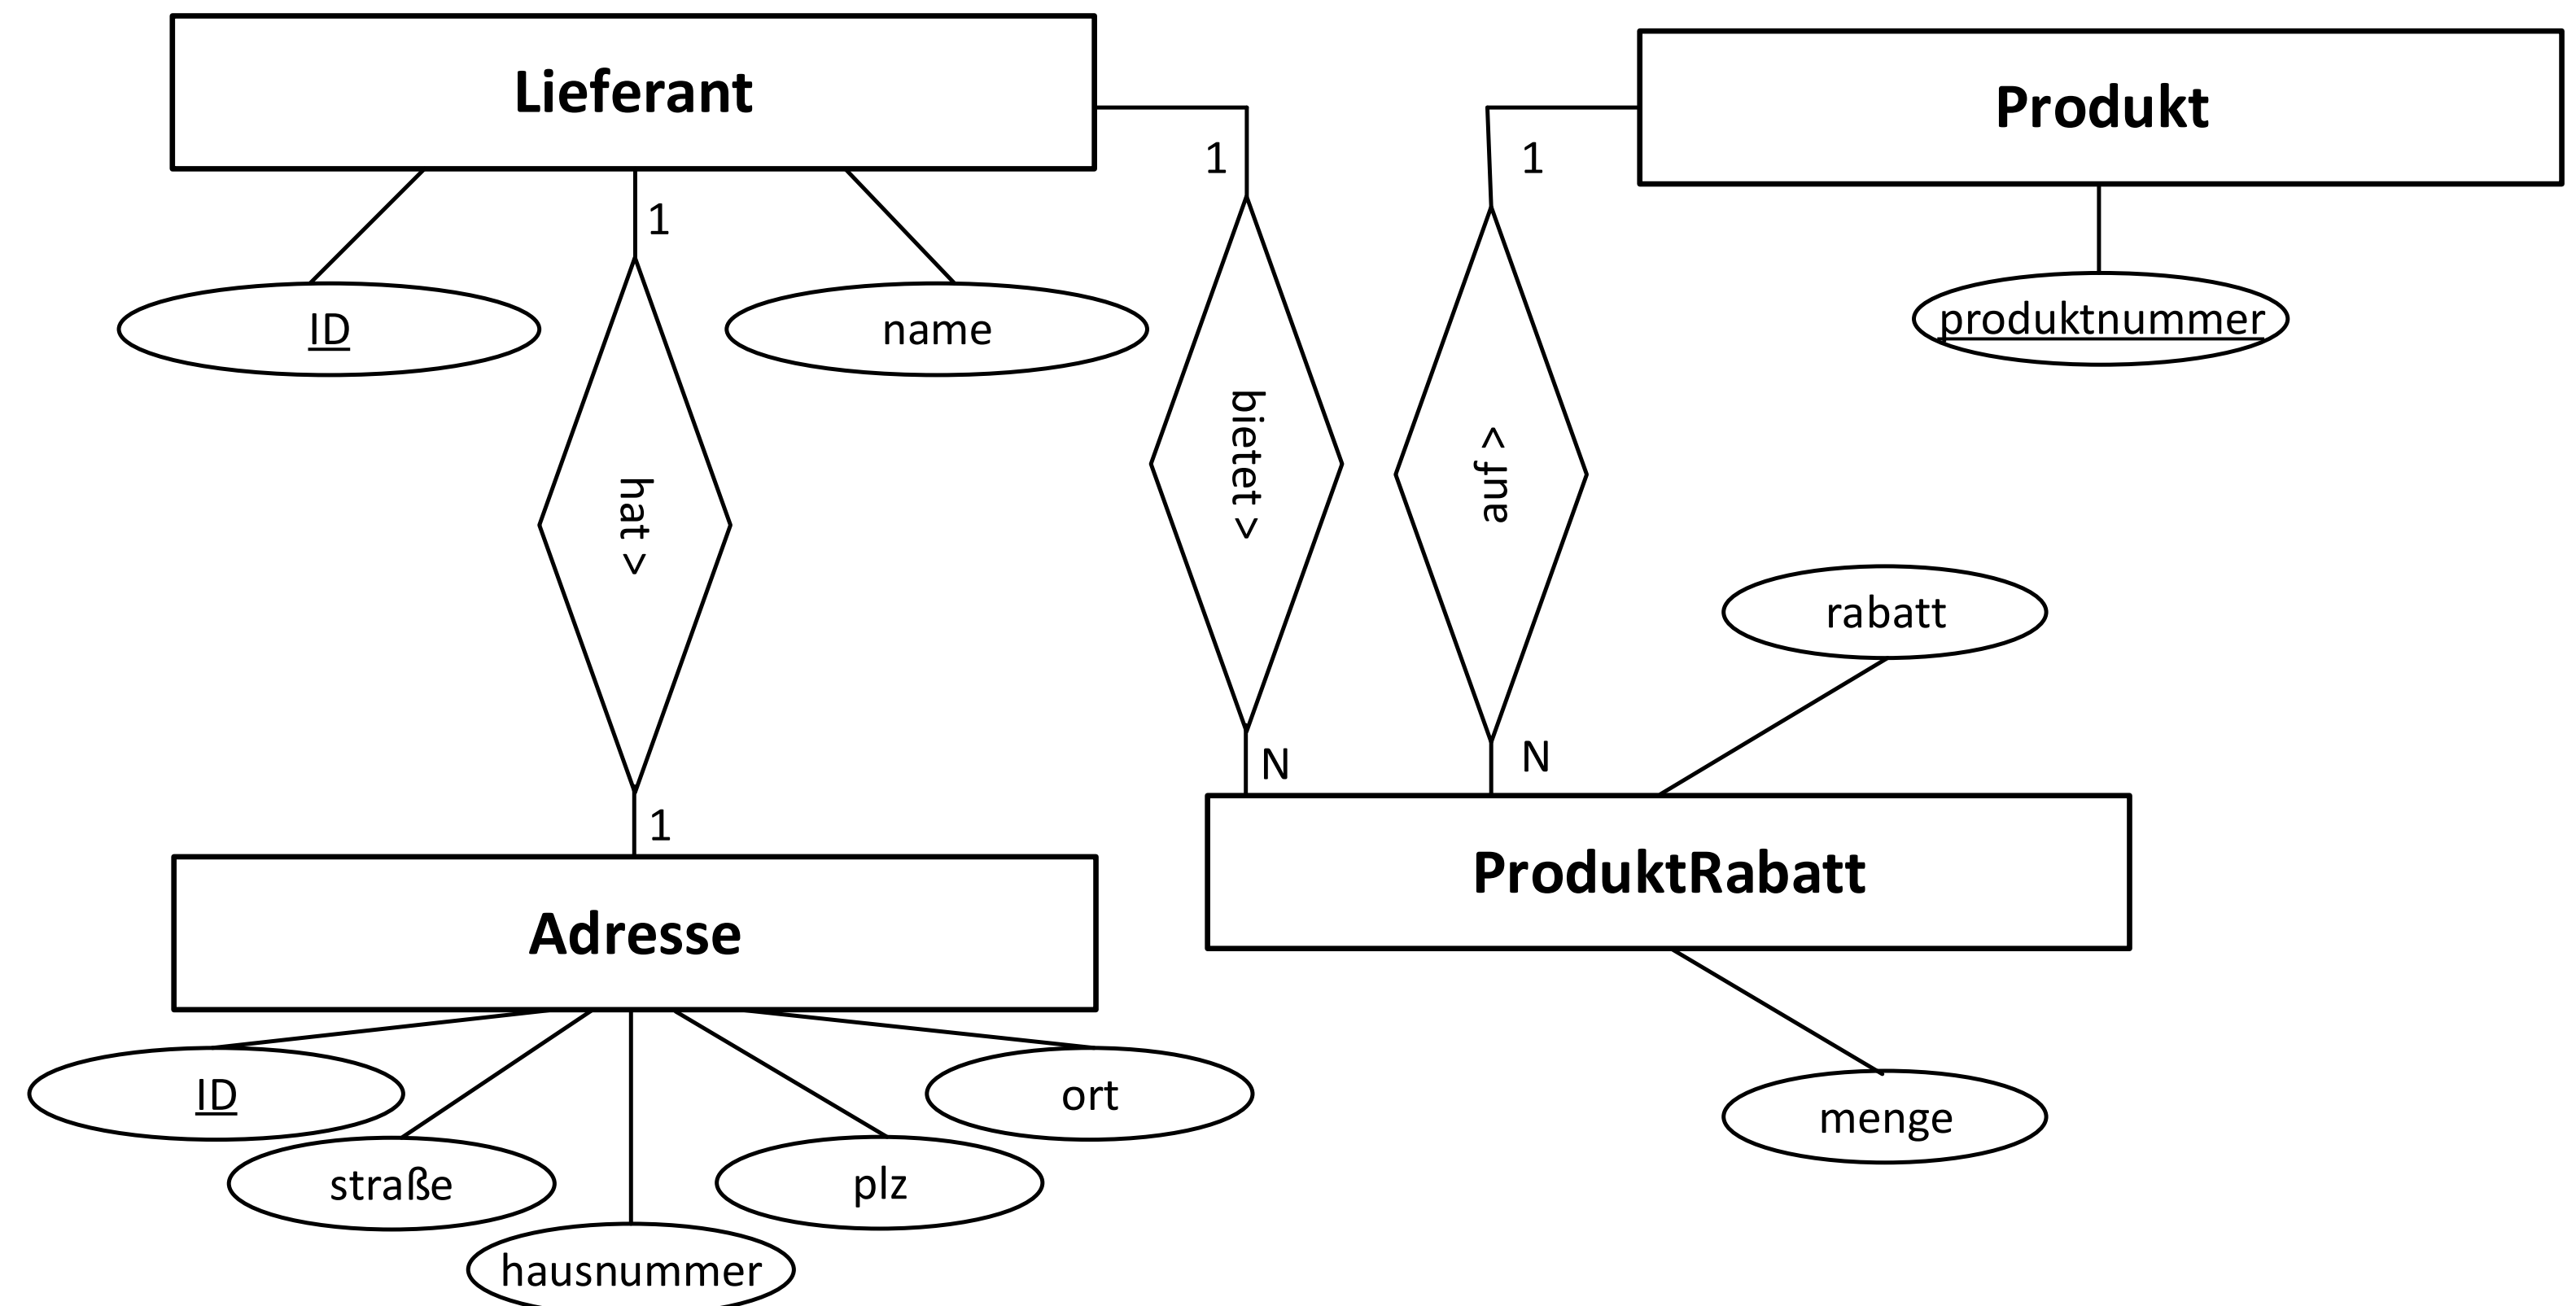 Lieferant
Produkt
1
1
1
ID
name
produktnummer
hat >
bietet >
auf >
rabatt
N
N
1
ProduktRabatt
Adresse
ID
ort
menge
straße
plz
hausnummer